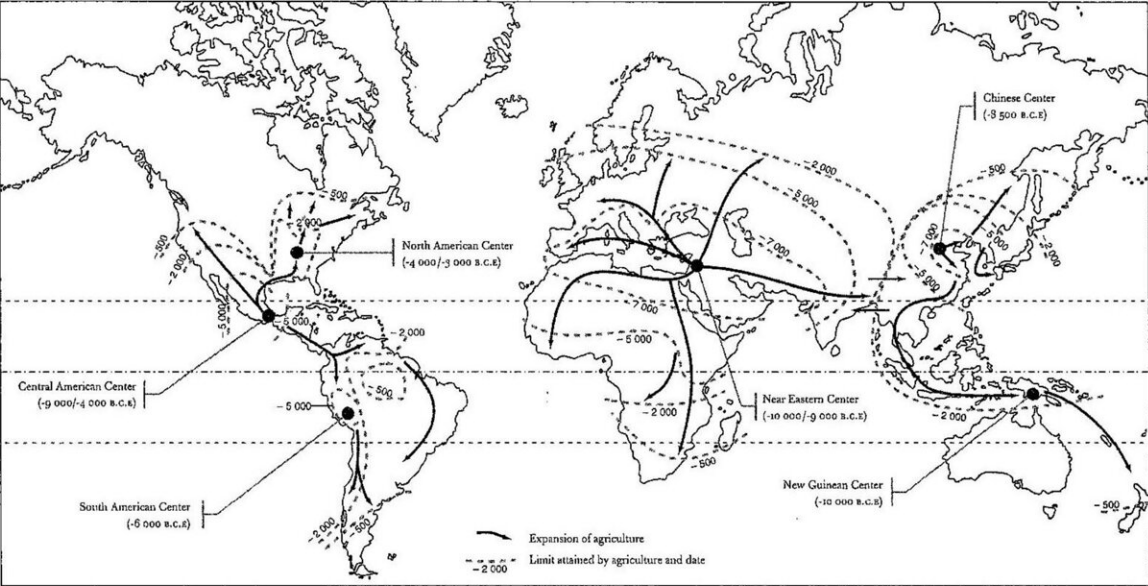 Chinese Center
(-8 500 B.C.E)
-2 000
-500
-500
-5 000
2 000
-7 000
-7 000
5 000
-2 000
North American Center
(-4 000/-3 000 B.C.E)
-500
-2 000
-5 000
-5 000
-5 000
7 000
-2 000
-5 000
Central American Center
(-9 000/-4 000 B.C.E)
-500
-5 000
-2 000
Near Eastern Center
(-10 000/-9 000 B.C.E)
-2 000
-500
South American Center
(-6 000 B.C.E)
New Guinean Center
(-10 000 B.C.E)
-500
-2 000
500
Expansion of agriculture
Limit attained by agriculture and date
-2 000